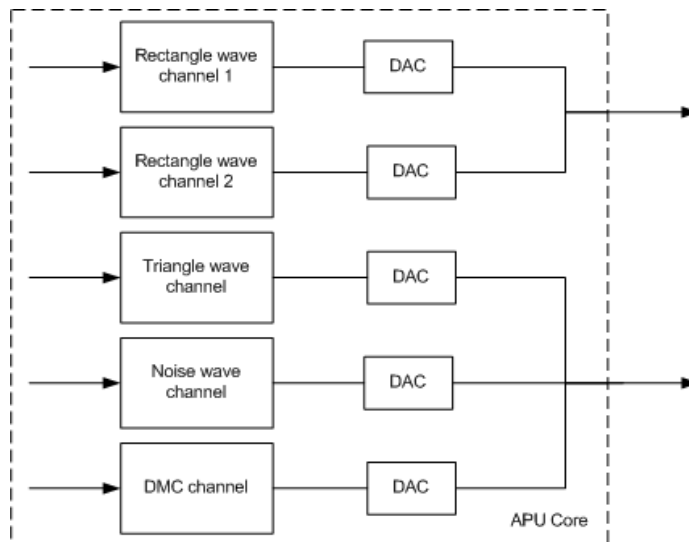 Rectangle wave
channel 1
DAC
Rectangle wave
channel 2
DAC
Triangle wave
channel
DAC
Noise wave
channel
DAC
DMC channel
DAC
APU Core